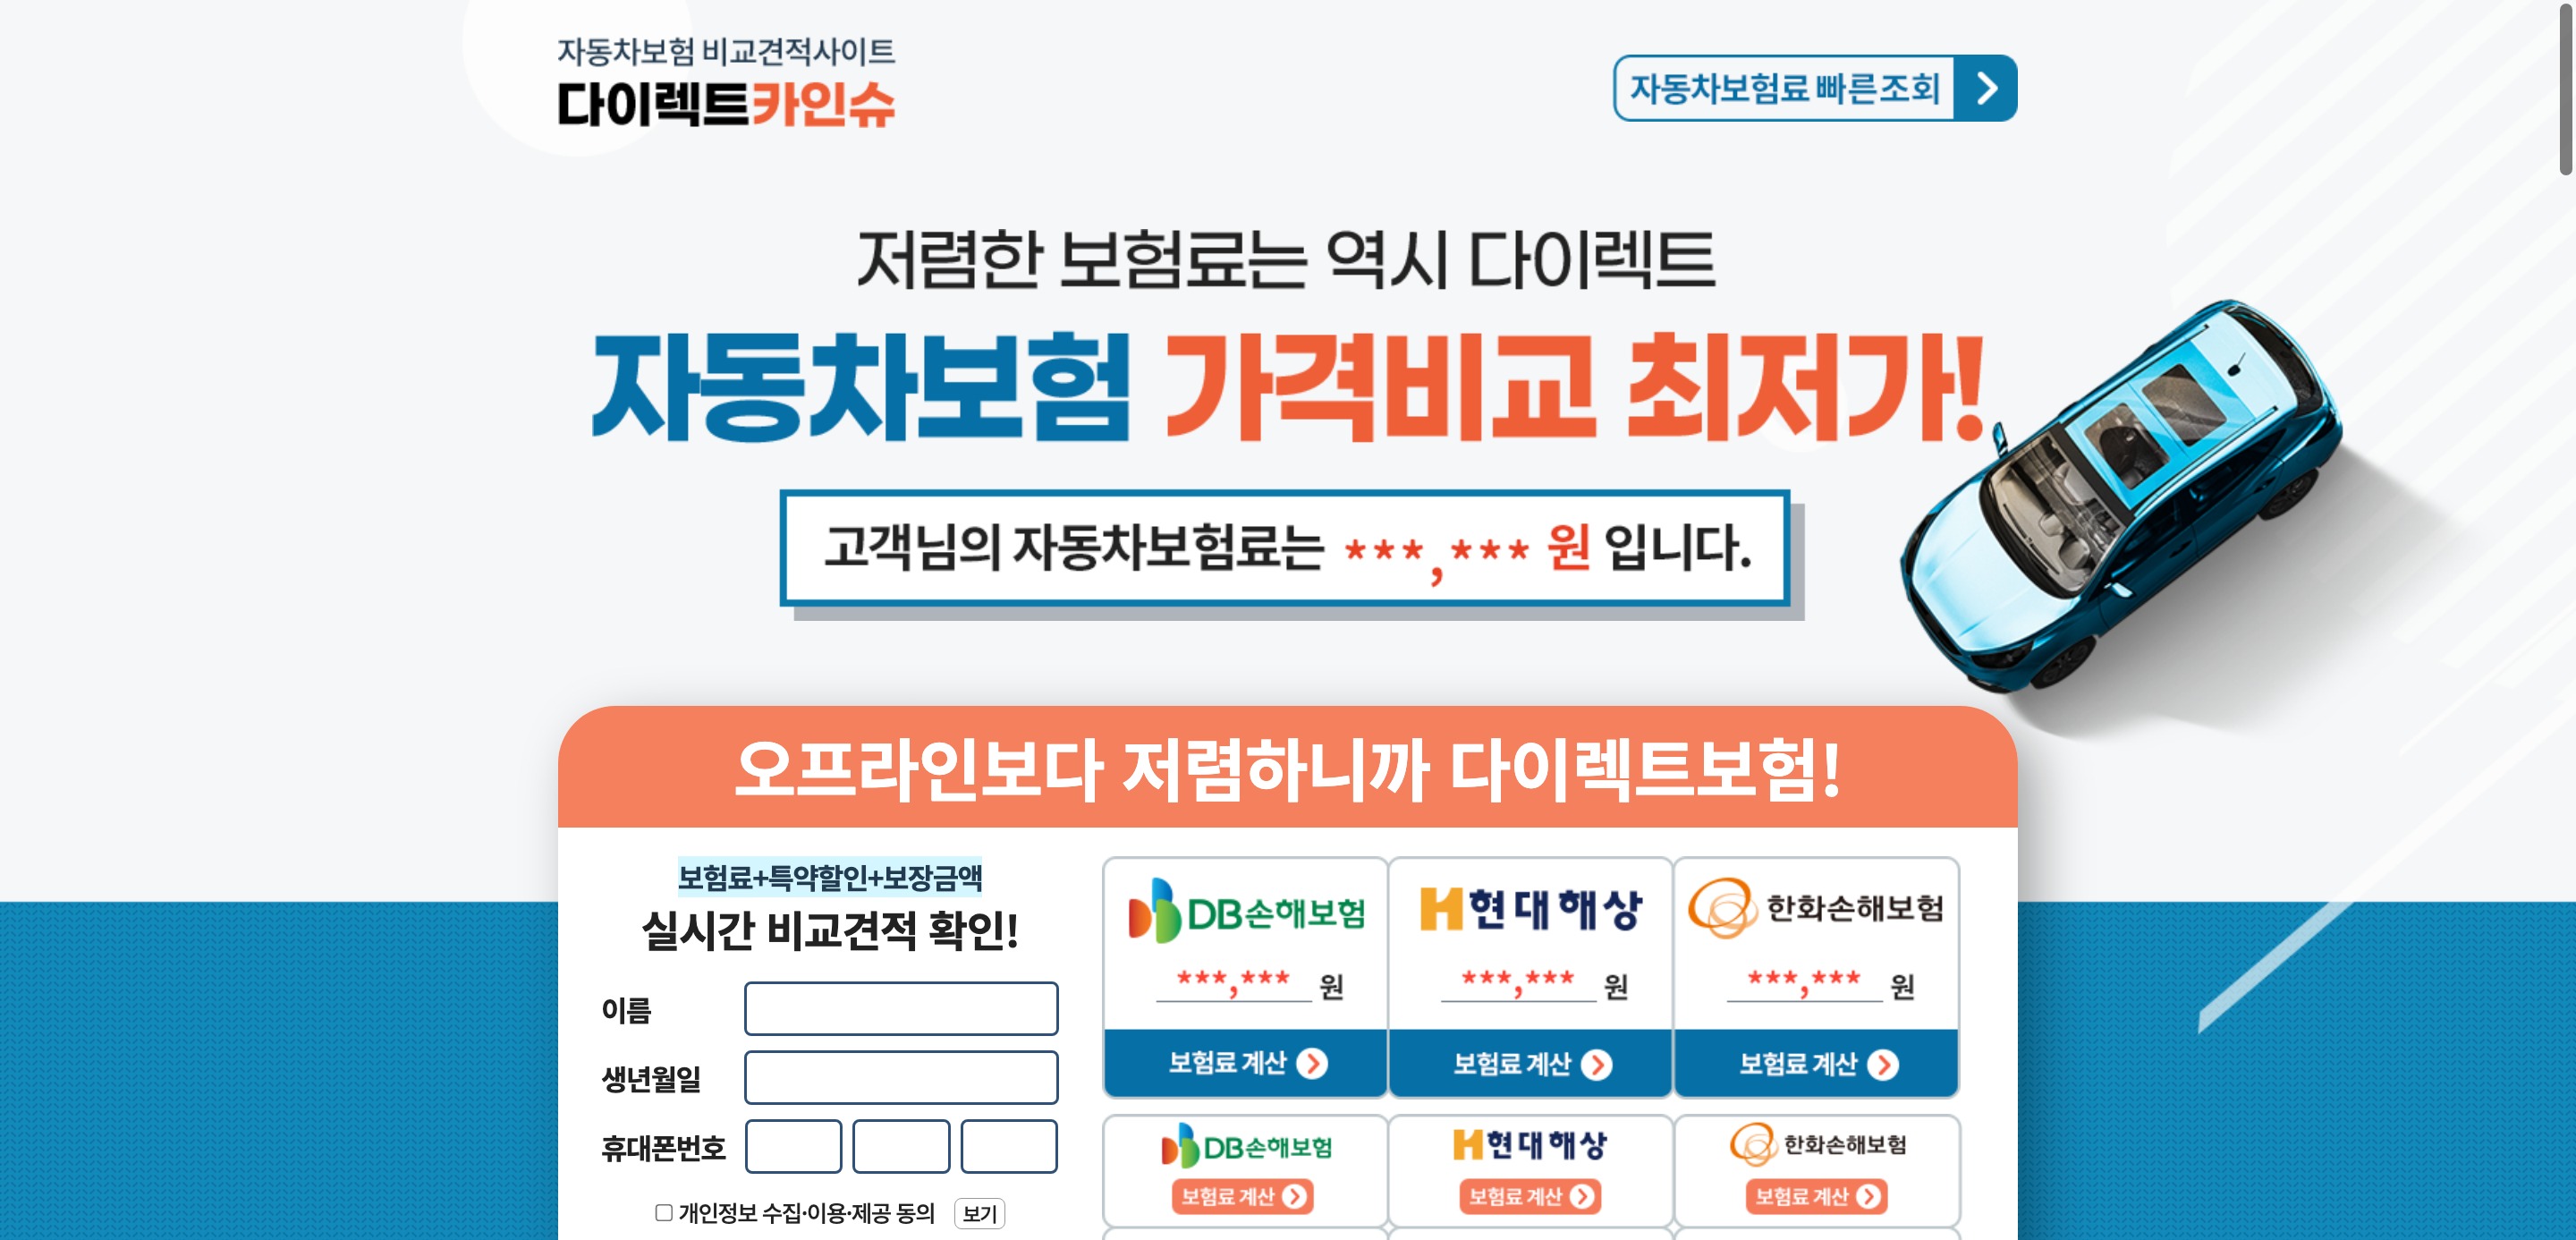 자동차보험 비교견적사이트
다이렉트카인슈
자동차보험료 빠른조회
저렴한 보험료는 역시 다이렉트
자동차보험 가격비교 최저가!
고객님의 자동차보험료는 ***,*** 원 입니다.
오프라인보다 저렴하니까 다이렉트보험!
보험료+특약할인+보장금액
실시간 비교견적 확인!
이름
생년월일
휴대폰번호
개인정보 수집·이용·제공 동의 보기
DB손해보험
***,*** 원
보험료 계산
현대해상
***,*** 원
보험료 계산
한화손해보험
***,*** 원
보험료 계산
DB손해보험
보험료 계산
현대해상
보험료 계산
한화손해보험
보험료 계산